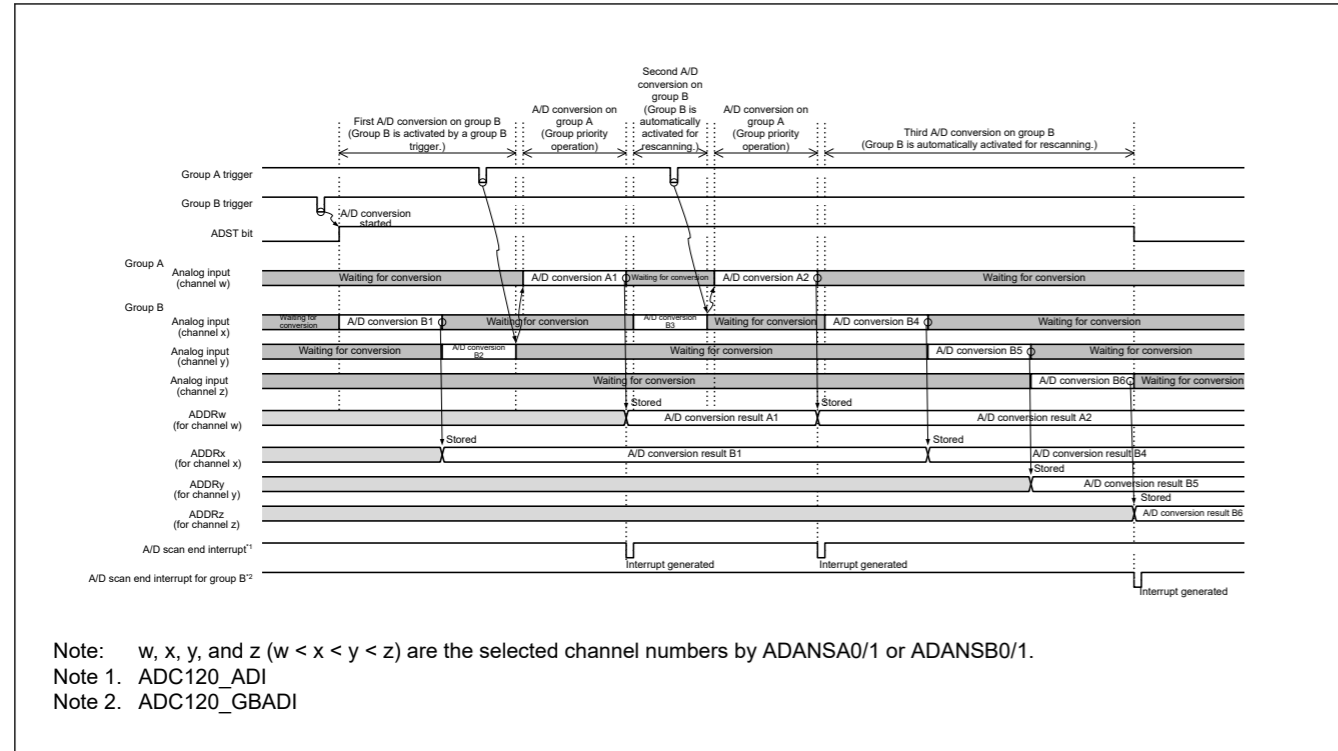 Second A/D
conversion on
group B
(Group B is
automatically
activated for
rescanning.)
First A/D conversion on group B
(Group B is activated by a group B
trigger.)
A/D conversion on
group A
(Group priority
operation)
A/D conversion on
group A
(Group priority
operation)
Third A/D conversion on group B
(Group B is automatically activated for rescanning.)
Group A trigger
Group B trigger
A/D conversion
started
ADST bit
Group A
Analog input
(channel w)
Waiting for conversion
A/D conversion A1
Waiting for conversion
A/D conversion A2
Waiting for conversion
Group B
Analog input
(channel x)
Waiting for
conversion
A/D conversion B1
Waiting for conversion
A/D conversion
B3
Waiting for conversion
A/D conversion B4
Waiting for conversion
Analog input
(channel y)
Waiting for conversion
A/D conversion
B2
Waiting for conversion
A/D conversion B5
Waiting for conversion
Analog input
(channel z)
Waiting for conversion
A/D conversion B6
Waiting for conversion
Stored
Stored
ADDRw
(for channel w)
A/D conversion result A1
A/D conversion result A2
Stored
Stored
ADDRx
(for channel x)
A/D conversion result B1
A/D conversion result B4
Stored
ADDRy
(for channel y)
A/D conversion result B5
Stored
ADDRz
(for channel z)
A/D conversion result B6
A/D scan end interrupt*1
Interrupt generated
Interrupt generated
A/D scan end interrupt for group B*2
Interrupt generated
Note: w, x, y, and z (w < x < y < z) are the selected channel numbers by ADANSA0/1 or ADANSB0/1.
Note 1. ADC120_ADI
Note 2. ADC120_GBADI